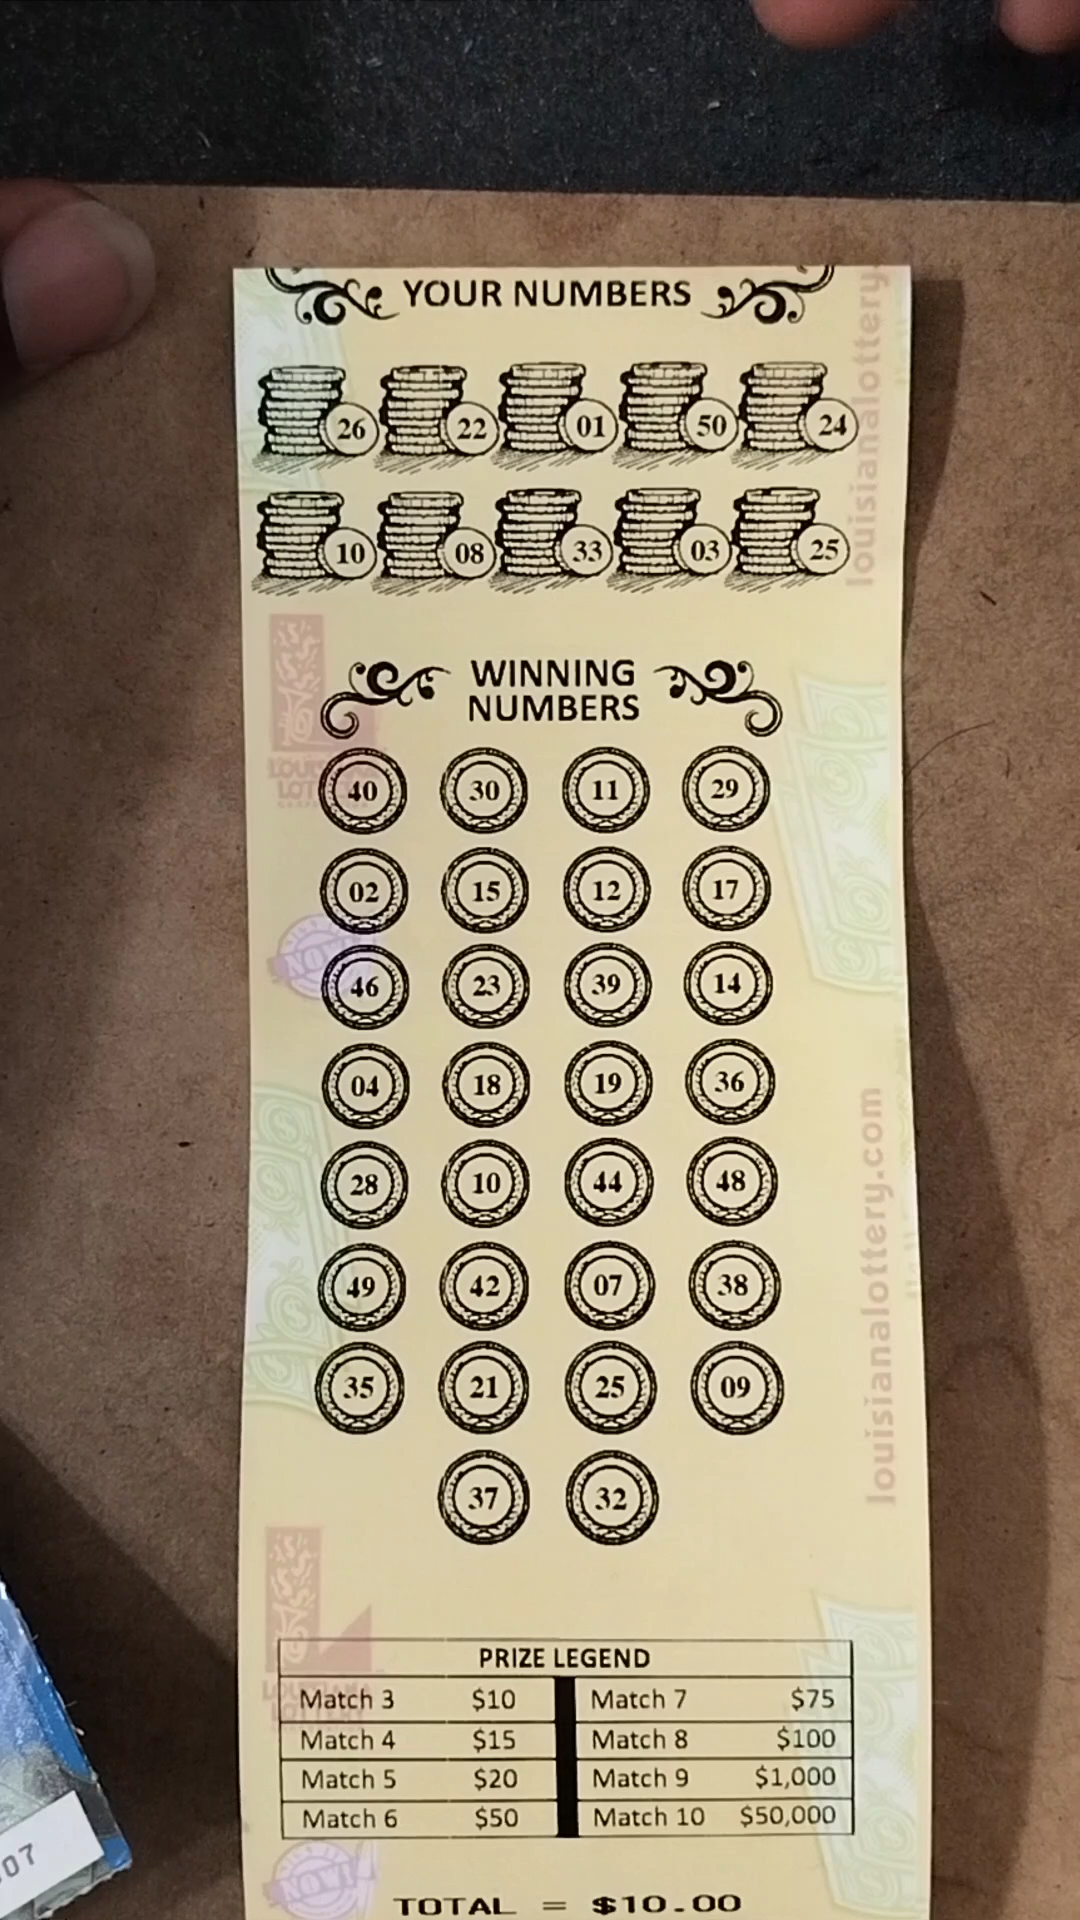 YOUR NUMBERS
26 22 01 50 24
10 08 33 03 25
WINNING
NUMBERS
40 30 11 29
02 15 12 17
46 23 39 14
04 18 19 36
28 10 44 48
49 42 07 38
35 21 25 09
37 32
PRIZE LEGEND
Match 3 $10 Match 7 $75
Match 4 $15 Match 8 $100
Match 5 $20 Match 9 $1,000
Match 6 $50 Match 10 $50,000
TOTAL = $10.00
louisianalottery
louisianalottery.com
LOUISIANA
LOTTERY
07